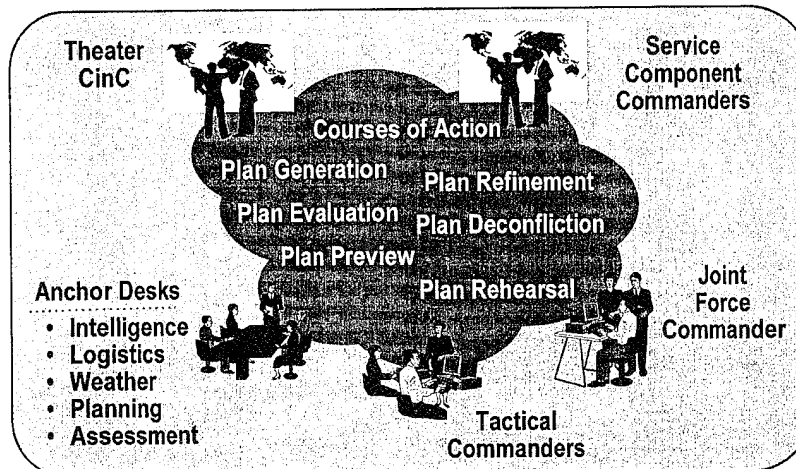 Theater
CinC
Service
Component
Commanders
Courses of Action
Plan Generation
Plan Refinement
Plan Evaluation
Plan Deconfliction
Plan Preview
Plan Rehearsal
Anchor Desks
• Intelligence
• Logistics
• Weather
• Planning
• Assessment
Joint
Force
Commander
Tactical
Commanders